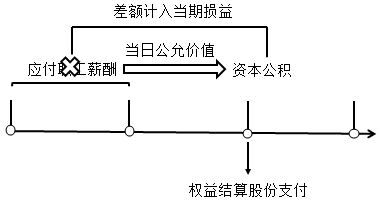 差额计入当期损益
当日公允价值
应付职工薪酬
资本公积
权益结算股份支付